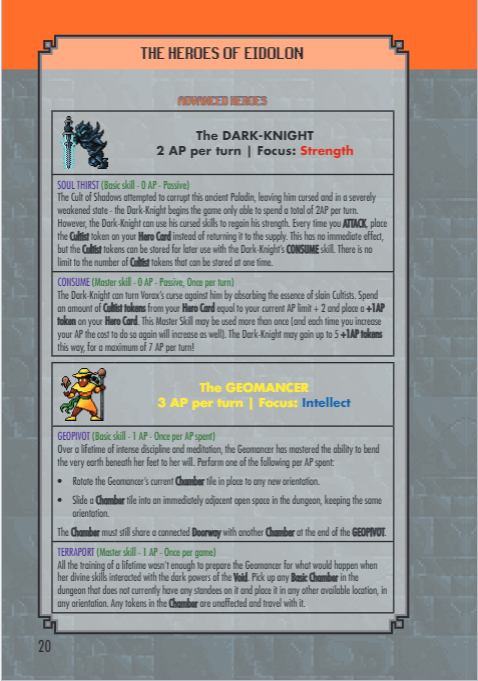 THE HEROES OF EIDOLON
ADVANCED HEROES
The DARK-KNIGHT
2 AP per turn | Focus: Strength
SOUL THIRST (Basic skill - 0 AP - Passive)
The Cult of Shadows attempted to corrupt this ancient Paladin, leaving him cursed and in a severely
weakened state - the Dark-Knight begins the game only able to spend a total of 2AP per turn.
However, the Dark-Knight can use his cursed skills to regain his strength. Every time you ATTACK, place
the Cultist token on your Hero Card instead of returning it to the supply. This has no immediate effect,
but the Cultist tokens can be stored for later use with the Dark-Knight's CONSUME skill. There is no
limit to the number of Cultist tokens that can be stored at one time.
CONSUME (Master skill - 0 AP - Passive, Once per turn)
The Dark-Knight can turn Vorax's curse against him by absorbing the essence of slain Cultists. Spend
an amount of Cultist tokens from your Hero Card equal to your current AP limit + 2 and place a +1AP
token on your Hero Card. This Master Skill may be used more than once (and each time you increase
your AP the cost to do so again will increase as well). The Dark-Knight may gain up to 5 +1AP tokens
this way, for a maximum of 7 AP per turn!
The GEOMANCER
3 AP per turn | Focus: Intellect
GEOPIVOT (Basic skill - 1 AP - Once per AP spent)
Over a lifetime of intense discipline and meditation, the Geomancer has mastered the ability to bend
the very earth beneath her feet to her will. Perform one of the following per AP spent:
• Rotate the Geomancer's current Chamber tile in place to any new orientation.
• Slide a Chamber tile into an immediately adjacent open space in the dungeon, keeping the same
orientation.
The Chamber must still share a connected Doorway with another Chamber at the end of the GEOPIVOT.
TERRAPORT (Master skill - 1 AP - Once per game)
All the training of a lifetime wasn't enough to prepare the Geomancer for what would happen when
her divine skills interacted with the dark powers of the Void. Pick up any Basic Chamber in the
dungeon that does not currently have any standees on it and place it in any other available location, in
any orientation. Any tokens in the Chamber are unaffected and travel with it.
20